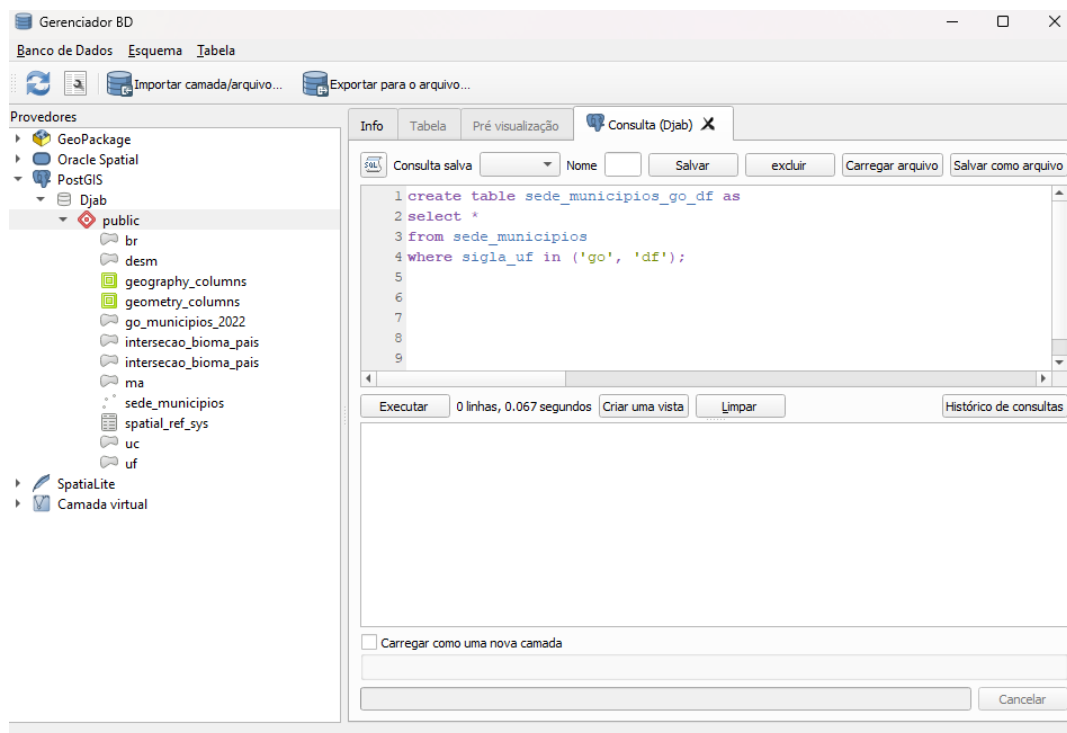 Gerenciador BD
Banco de Dados Esquema Tabela
Importar camada/arquivo... Exportar para o arquivo...
Provedores
GeoPackage
Oracle Spatial
PostGIS
Djab
public
br
desm
geography_columns
geometry_columns
go_municipios_2022
intersecao_bioma_pais
intersecao_bioma_pais
ma
sede_municipios
spatial_ref_sys
uc
uf
SpatiaLite
Camada virtual
Info Tabela Pré visualização Consulta (Djab)
SQL Consulta salva Nome Salvar excluir Carregar arquivo Salvar como arquivo
1 create table sede_municipios_go_df as
2 select *
3 from sede_municipios
4 where sigla_uf in ('go', 'df');
5
6
7
8
9
Executar 0 linhas, 0.067 segundos Criar uma vista Limpar Histórico de consultas
Carregar como uma nova camada
Cancelar